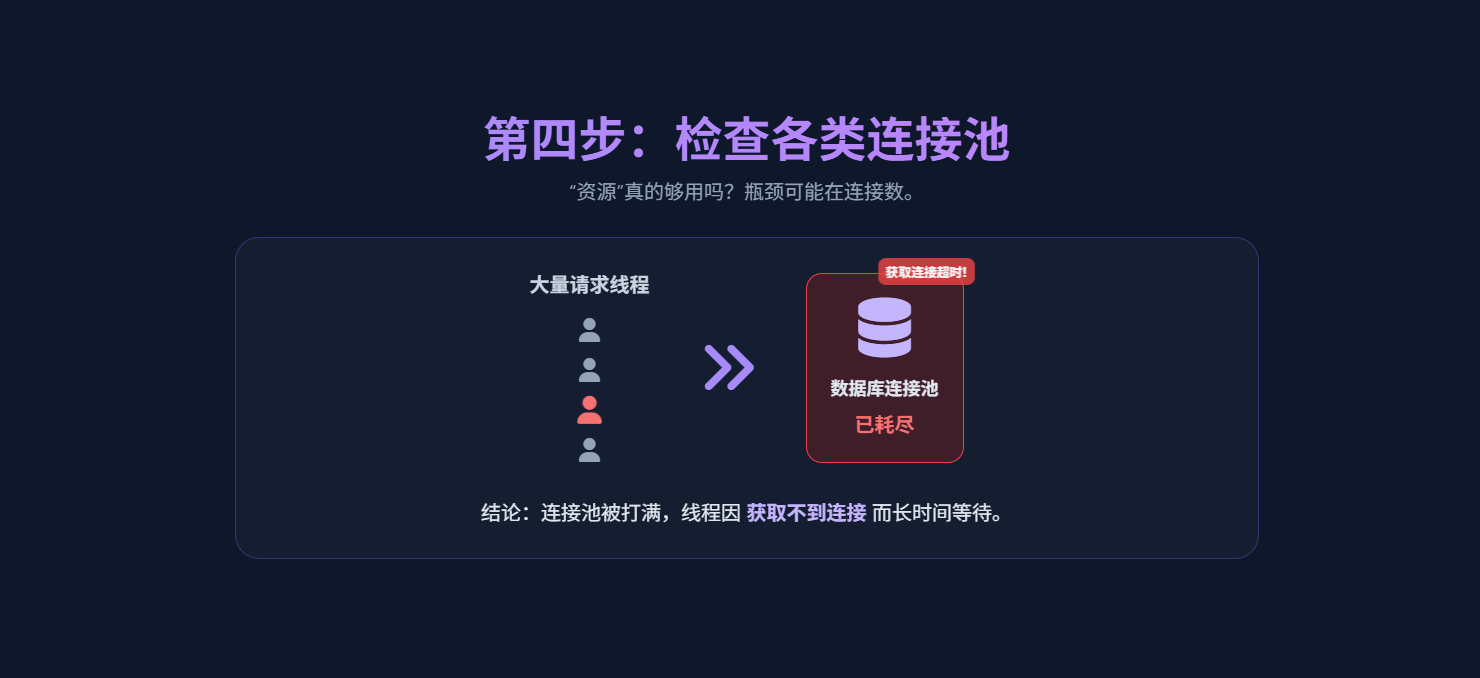 第四步：检查各类连接池
“资源”真的够用吗？瓶颈可能在连接数。
大量请求线程
获取连接超时!
数据库连接池
已耗尽
结论：连接池被打满，线程因 获取不到连接 而长时间等待。